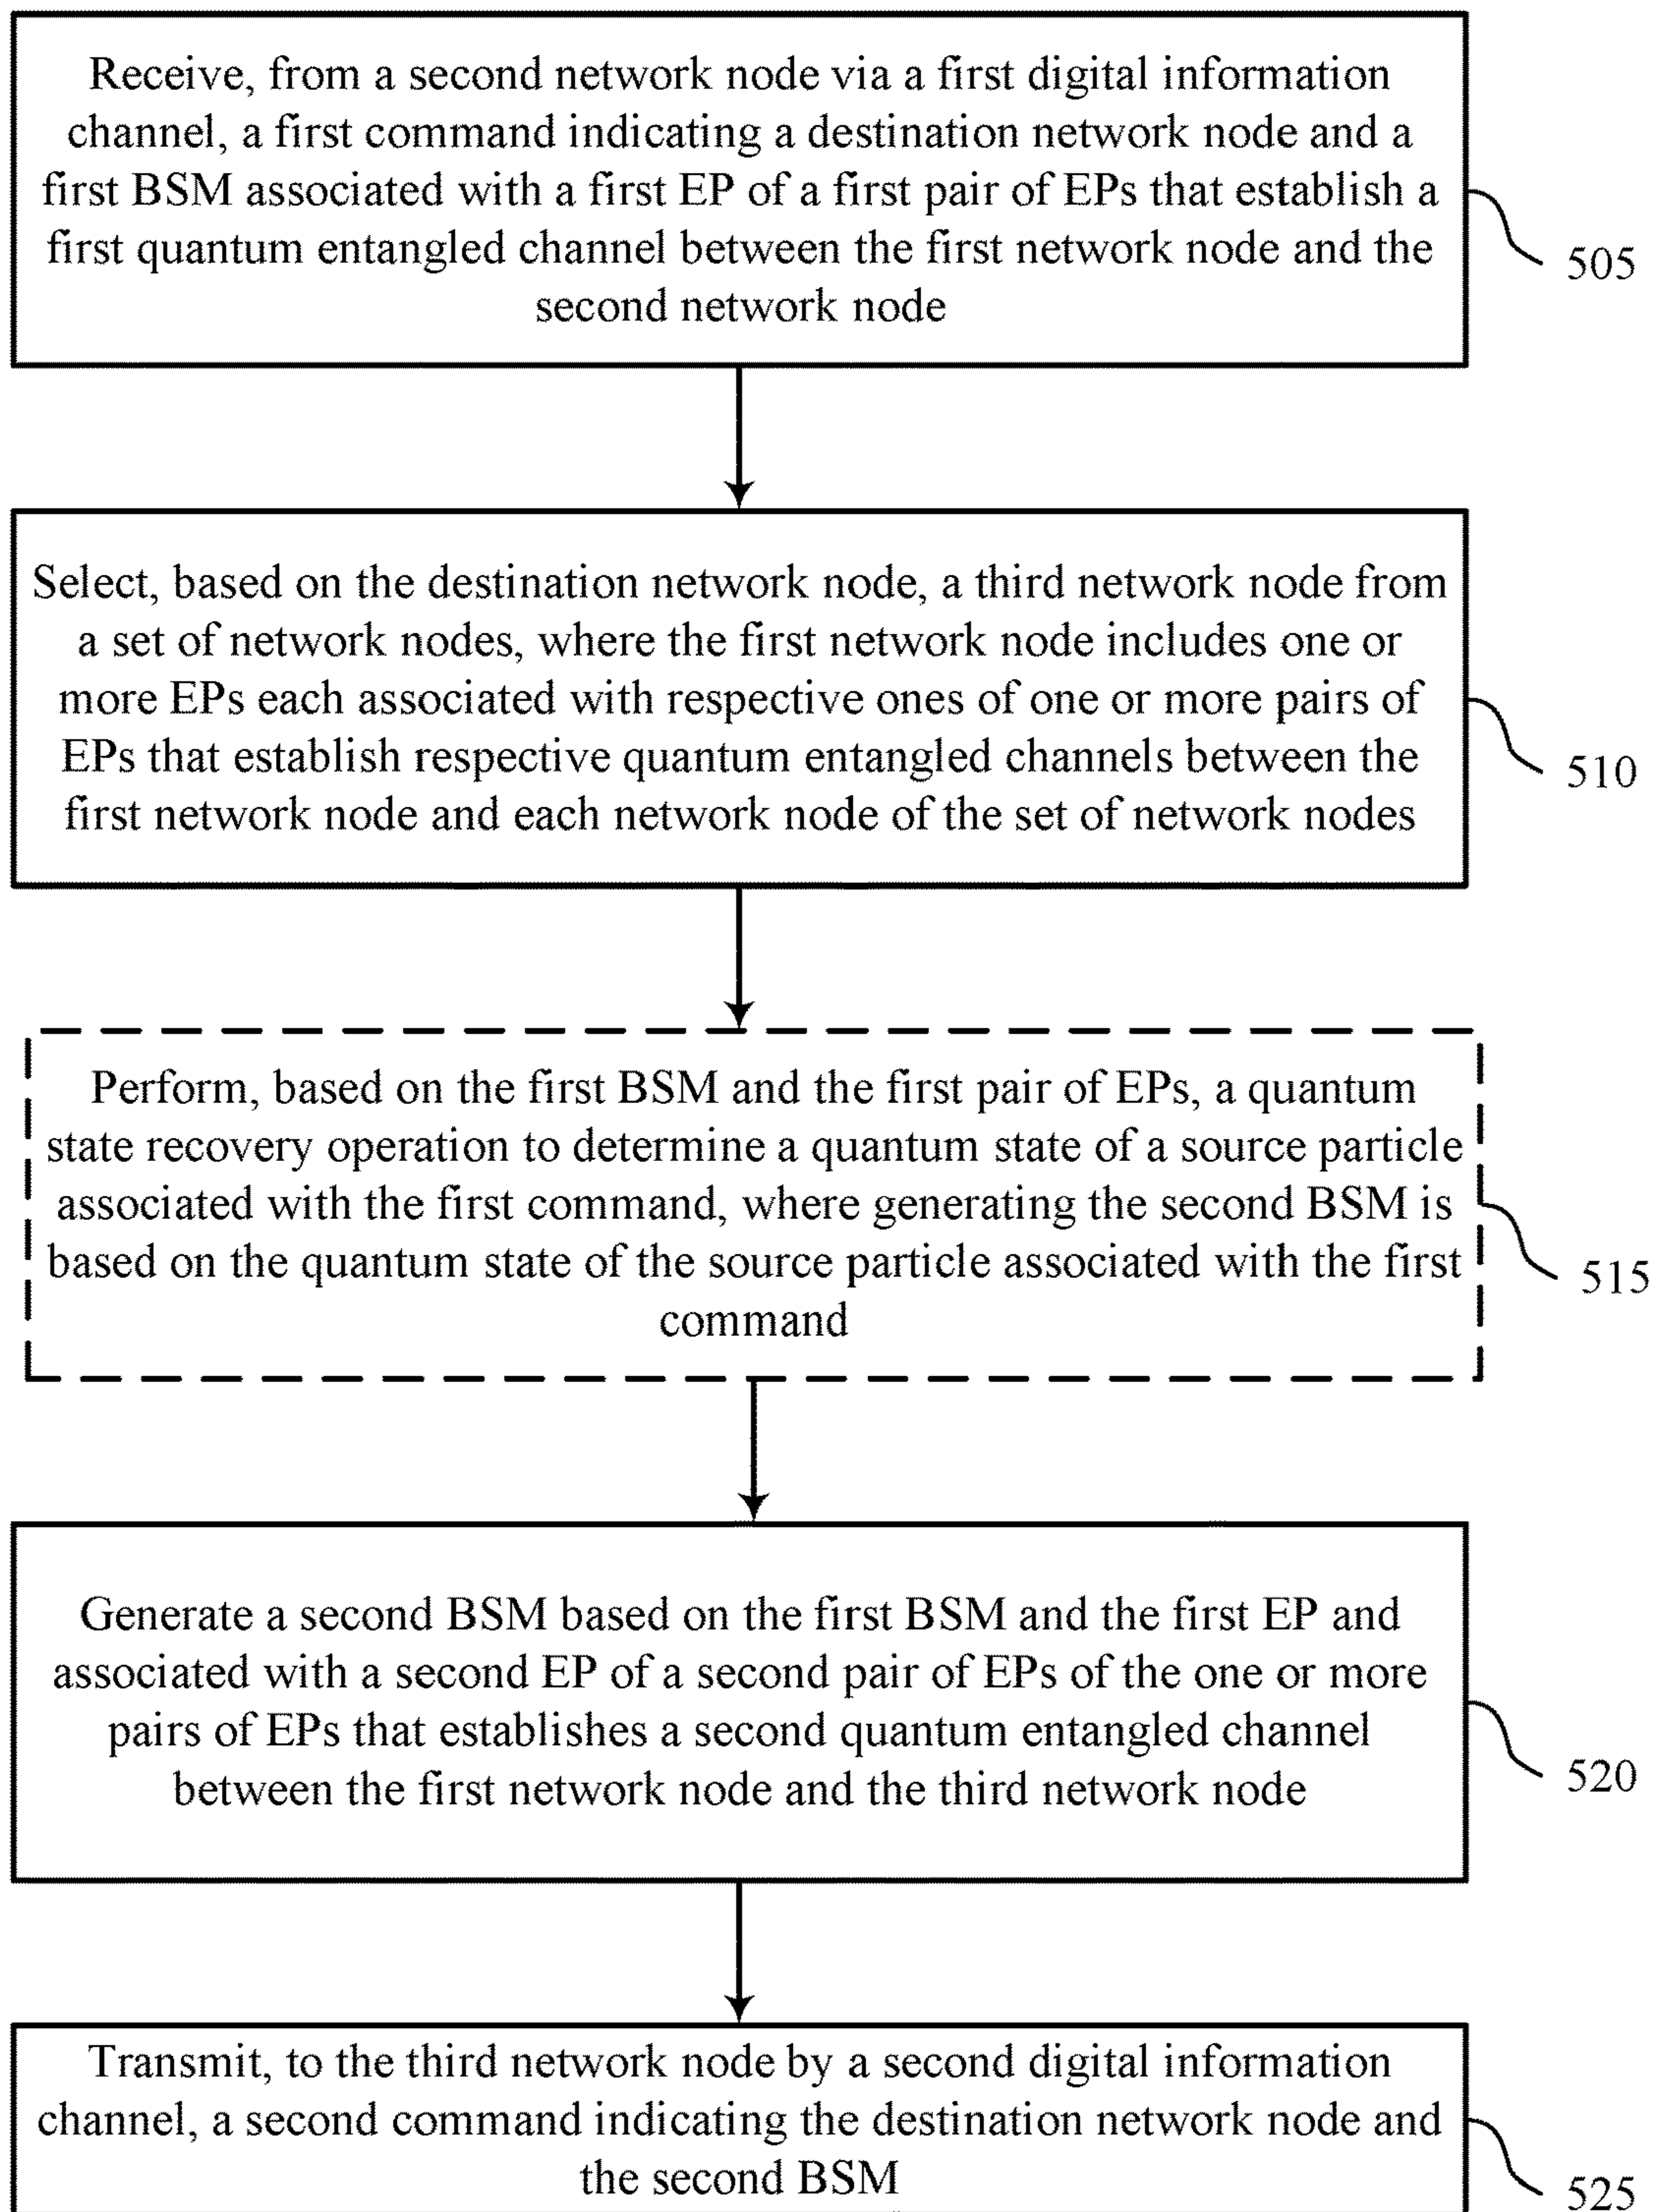 Receive, from a second network node via a first digital information
channel, a first command indicating a destination network node and a
first BSM associated with a first EP of a first pair of EPs that establish a
first quantum entangled channel between the first network node and the
second network node
505
Select, based on the destination network node, a third network node from
a set of network nodes, where the first network node includes one or
more EPs each associated with respective ones of one or more pairs of
EPs that establish respective quantum entangled channels between the
first network node and each network node of the set of network nodes
510
Perform, based on the first BSM and the first pair of EPs, a quantum
state recovery operation to determine a quantum state of a source particle
associated with the first command, where generating the second BSM is
based on the quantum state of the source particle associated with the first
command
515
Generate a second BSM based on the first BSM and the first EP and
associated with a second EP of a second pair of EPs of the one or more
pairs of EPs that establishes a second quantum entangled channel
between the first network node and the third network node
520
Transmit, to the third network node by a second digital information
channel, a second command indicating the destination network node and
the second BSM
525